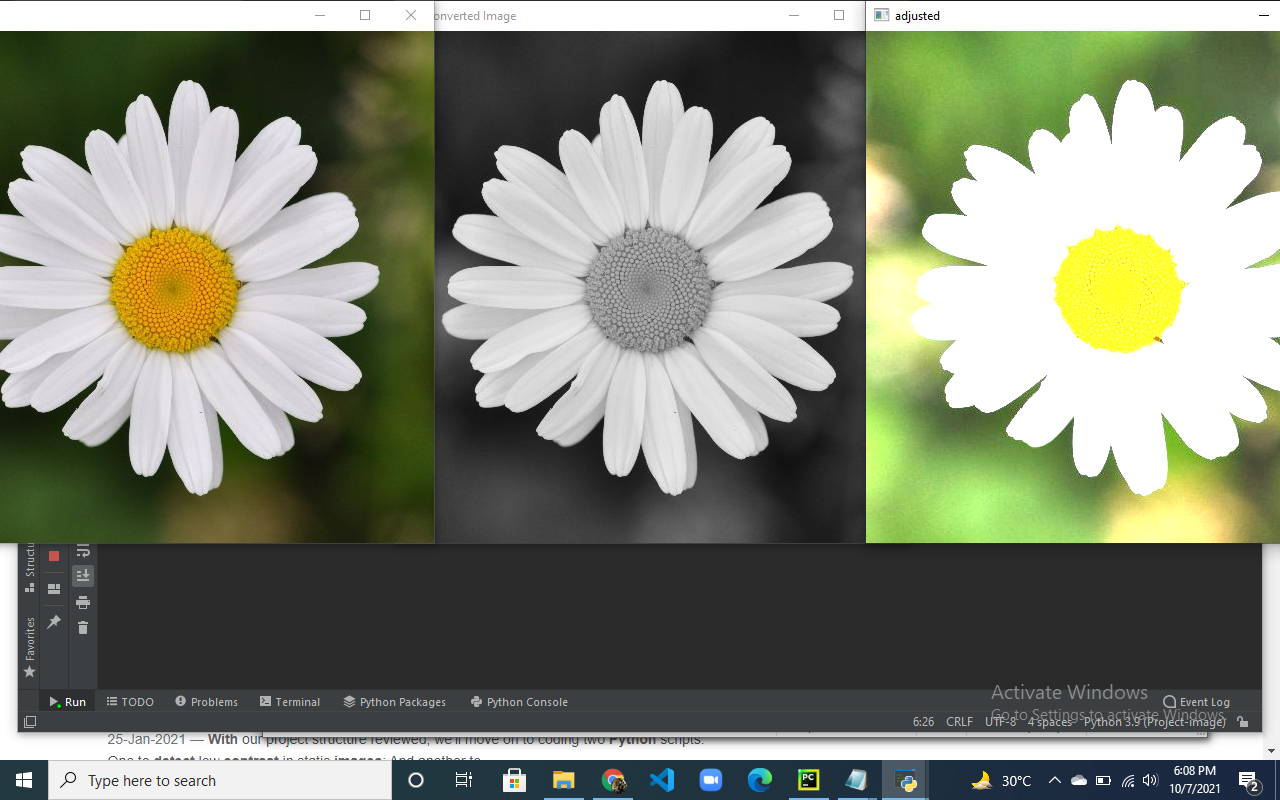 onverted Image
adjusted
Structu
Favorites
Run
TODO
Problems
Terminal
Python Packages
Python Console
Event Log
Activate Windows
Go to Settings to activate Windows.
6:26 CRLF UTF-8 4 spaces Python 3.9 (Project-image)
25-Jan-2021 — With our project structure reviewed, we'll move on to coding two Python scripts.
One to detect low contrast in static images; And another to
Type here to search
PC
30°C
6:08 PM
10/7/2021
2